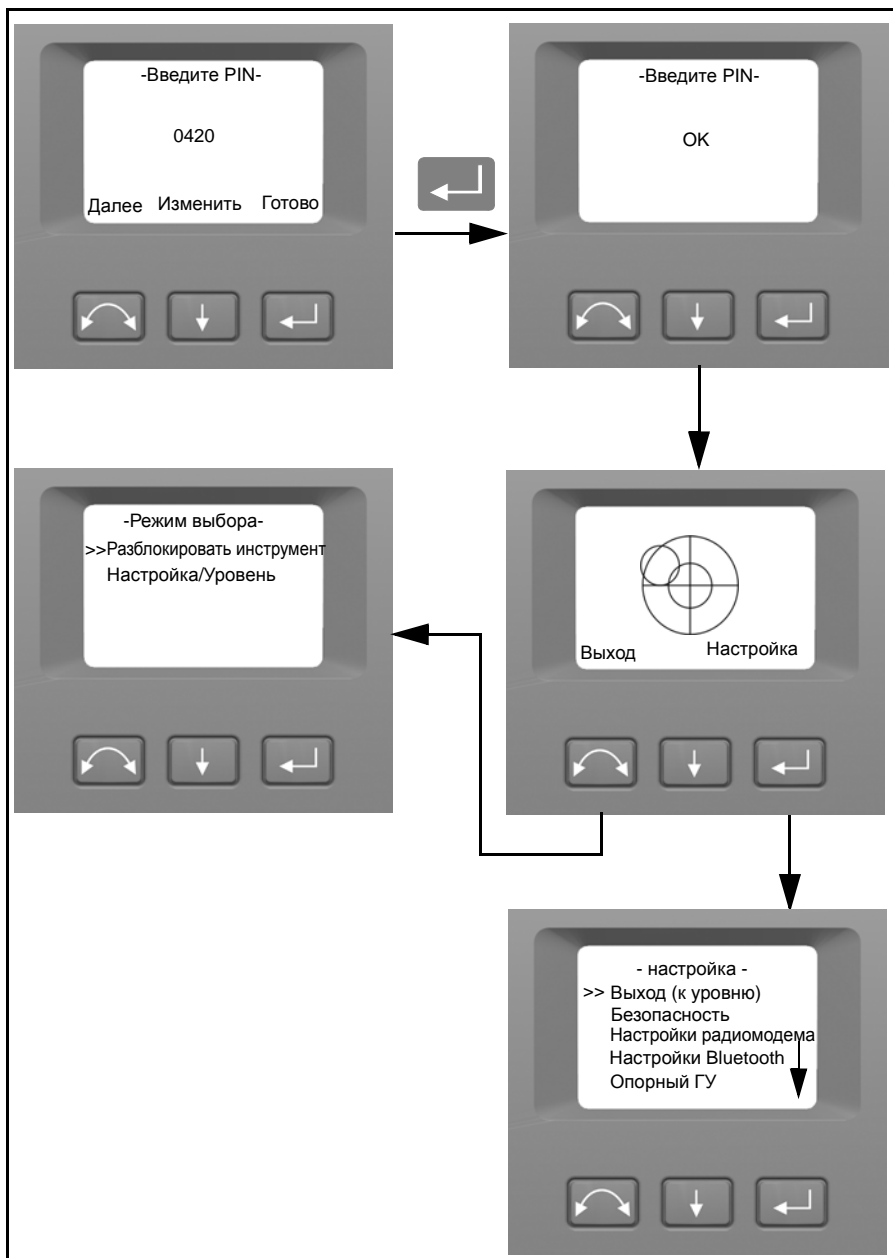 -Введите PIN-
0420
Далее Изменить Готово
-Введите PIN-
OK
-Режим выбора-
>>Разблокировать инструмент
Настройка/Уровень
Выход Настройка
- настройка -
>> Выход (к уровню)
Безопасность
Настройки радиомодема
Настройки Bluetooth
Опорный ГУ